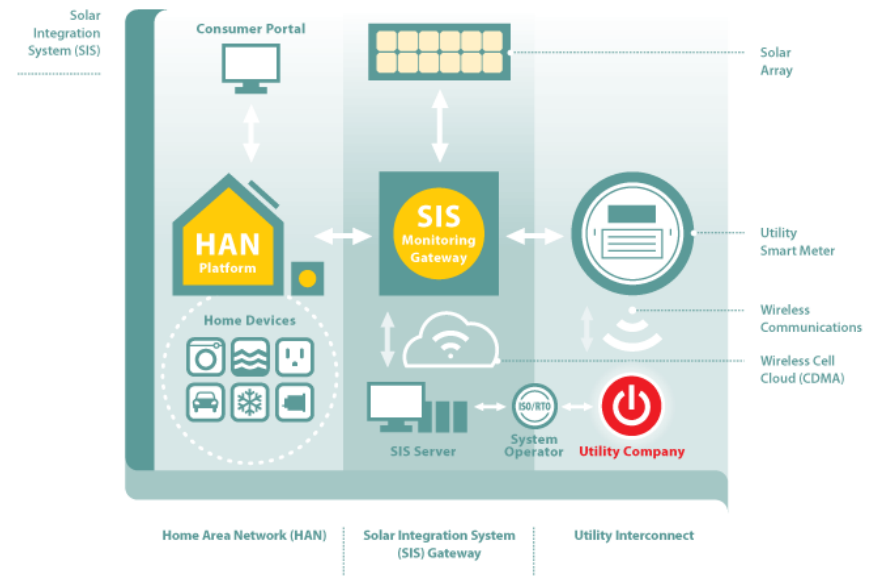 Solar
Integration
System (SIS)
Consumer Portal
Solar
Array
HAN
Platform
SIS
Monitoring
Gateway
Utility
Smart Meter
Home Devices
Wireless
Communications
Wireless Cell
Cloud (CDMA)
ISO/RTO
SIS Server
System
Operator
Utility Company
Home Area Network (HAN)
Solar Integration System
(SIS) Gateway
Utility Interconnect